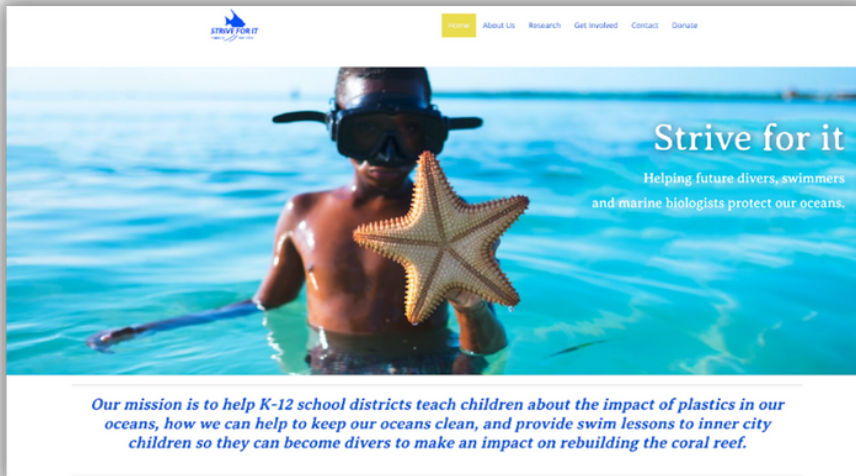 STRIVE FOR IT
Home About Us Research Get Involved Contact Donate
Strive for it
Helping future divers, swimmers
and marine biologists protect our oceans.
Our mission is to help K-12 school districts teach children about the impact of plastics in our
oceans, how we can help to keep our oceans clean, and provide swim lessons to inner city
children so they can become divers to make an impact on rebuilding the coral reef.